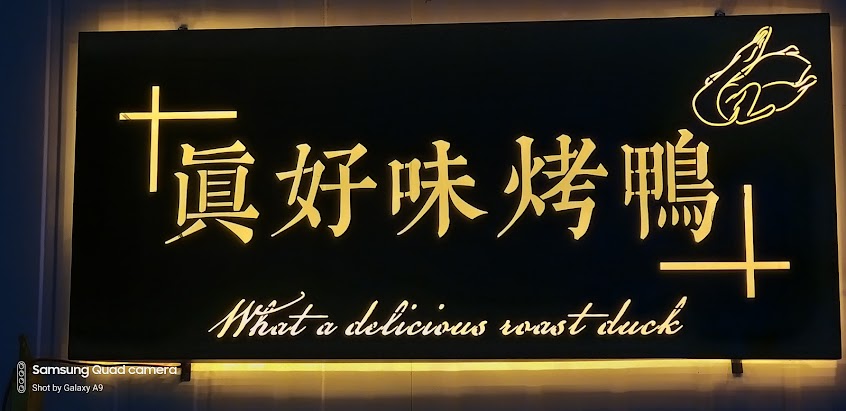 眞好味烤鴨
What a delicious roast duck
Samsung Quad camera
Shot by Galaxy A9